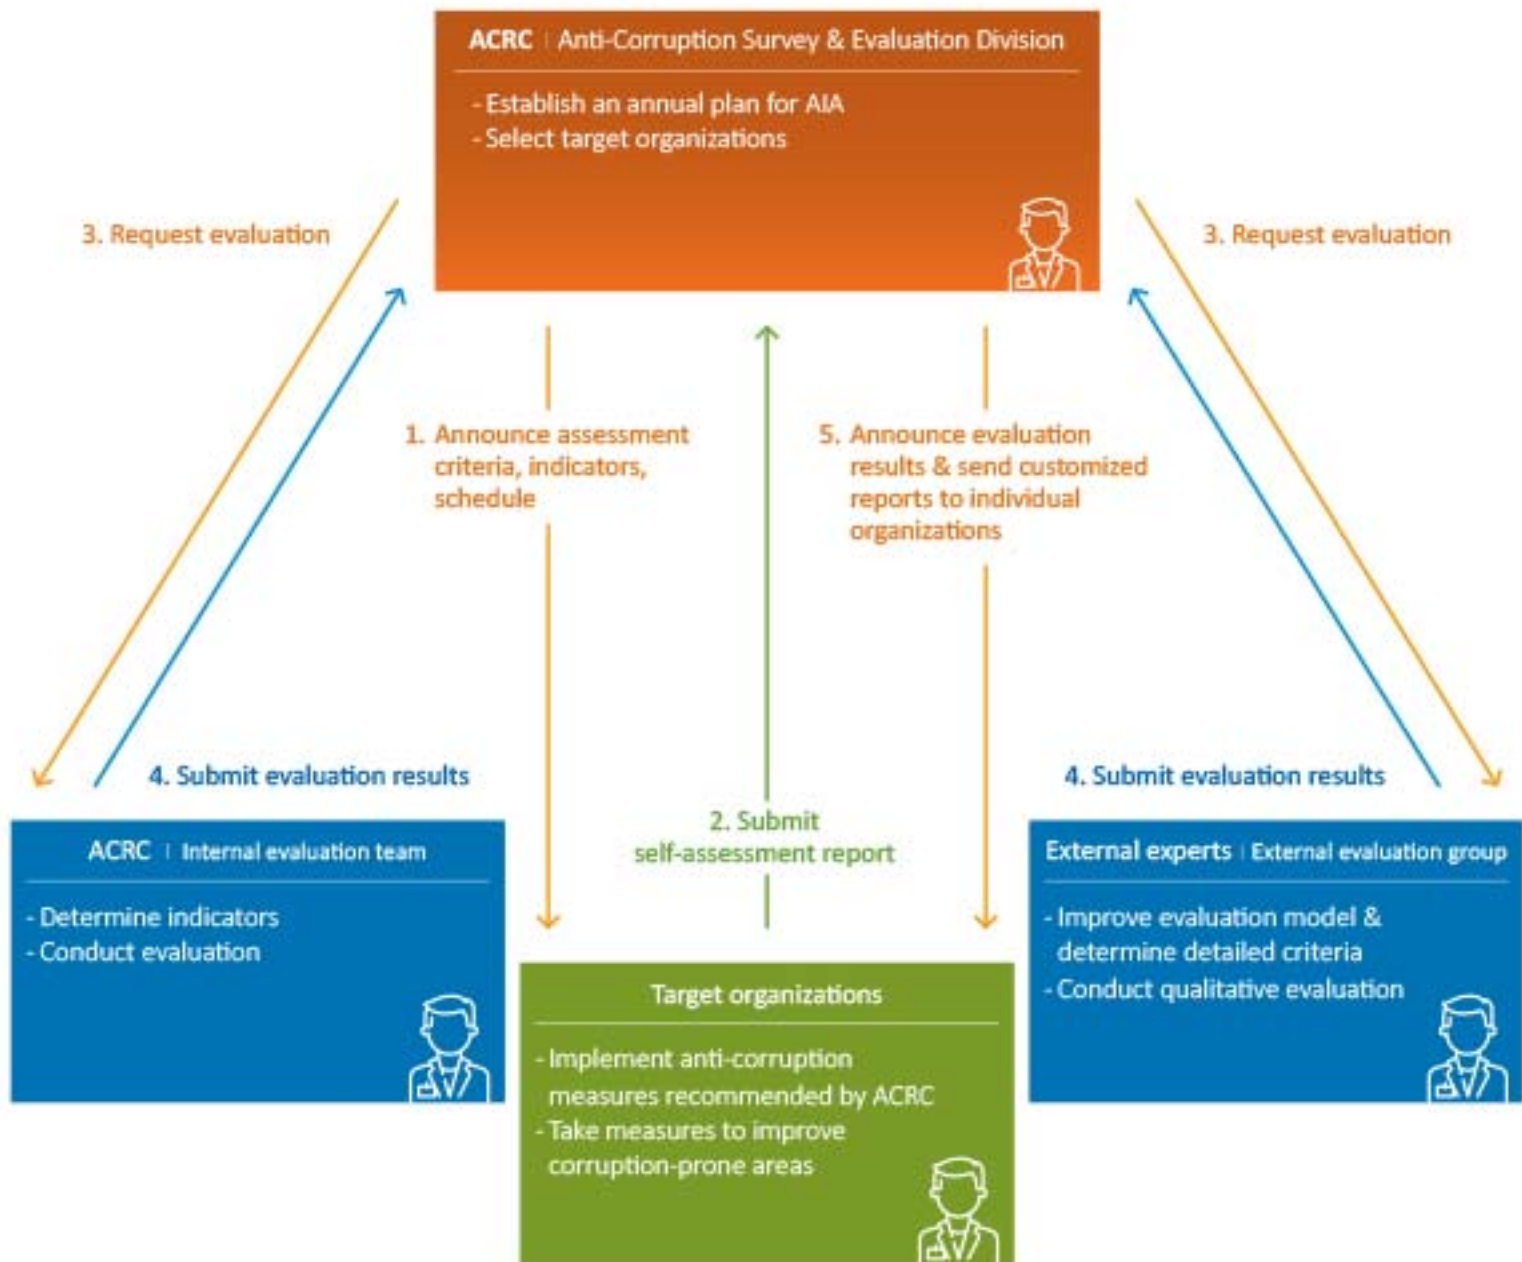 ACRC | Anti-Corruption Survey & Evaluation Division
- Establish an annual plan for AIA
- Select target organizations
3. Request evaluation
3. Request evaluation
1. Announce assessment
criteria, indicators,
schedule
5. Announce evaluation
results & send customized
reports to individual
organizations
4. Submit evaluation results
4. Submit evaluation results
2. Submit
self-assessment report
ACRC | Internal evaluation team
- Determine indicators
- Conduct evaluation
External experts | External evaluation group
- Improve evaluation model &
determine detailed criteria
- Conduct qualitative evaluation
Target organizations
- Implement anti-corruption
measures recommended by ACRC
- Take measures to improve
corruption-prone areas